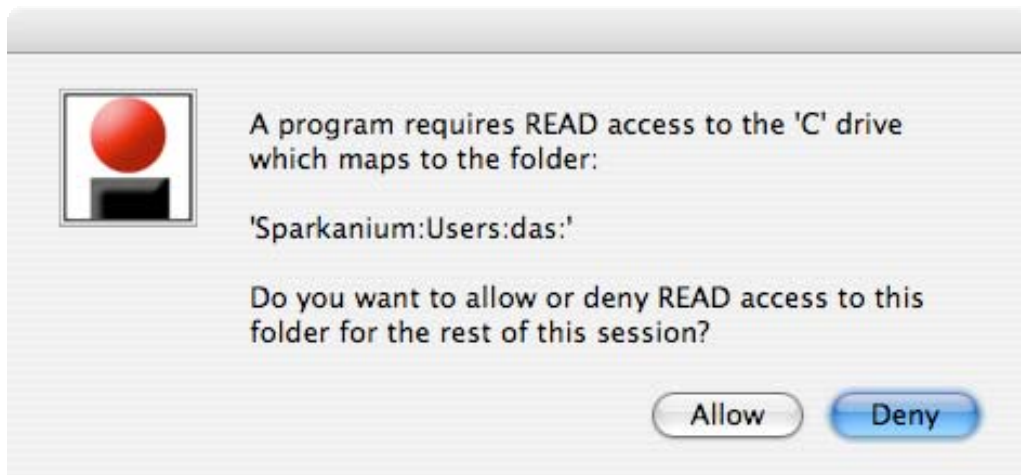 A program requires READ access to the 'C' drive
which maps to the folder:
'Sparkanium:Users:das:'
Do you want to allow or deny READ access to this
folder for the rest of this session?
Allow Deny